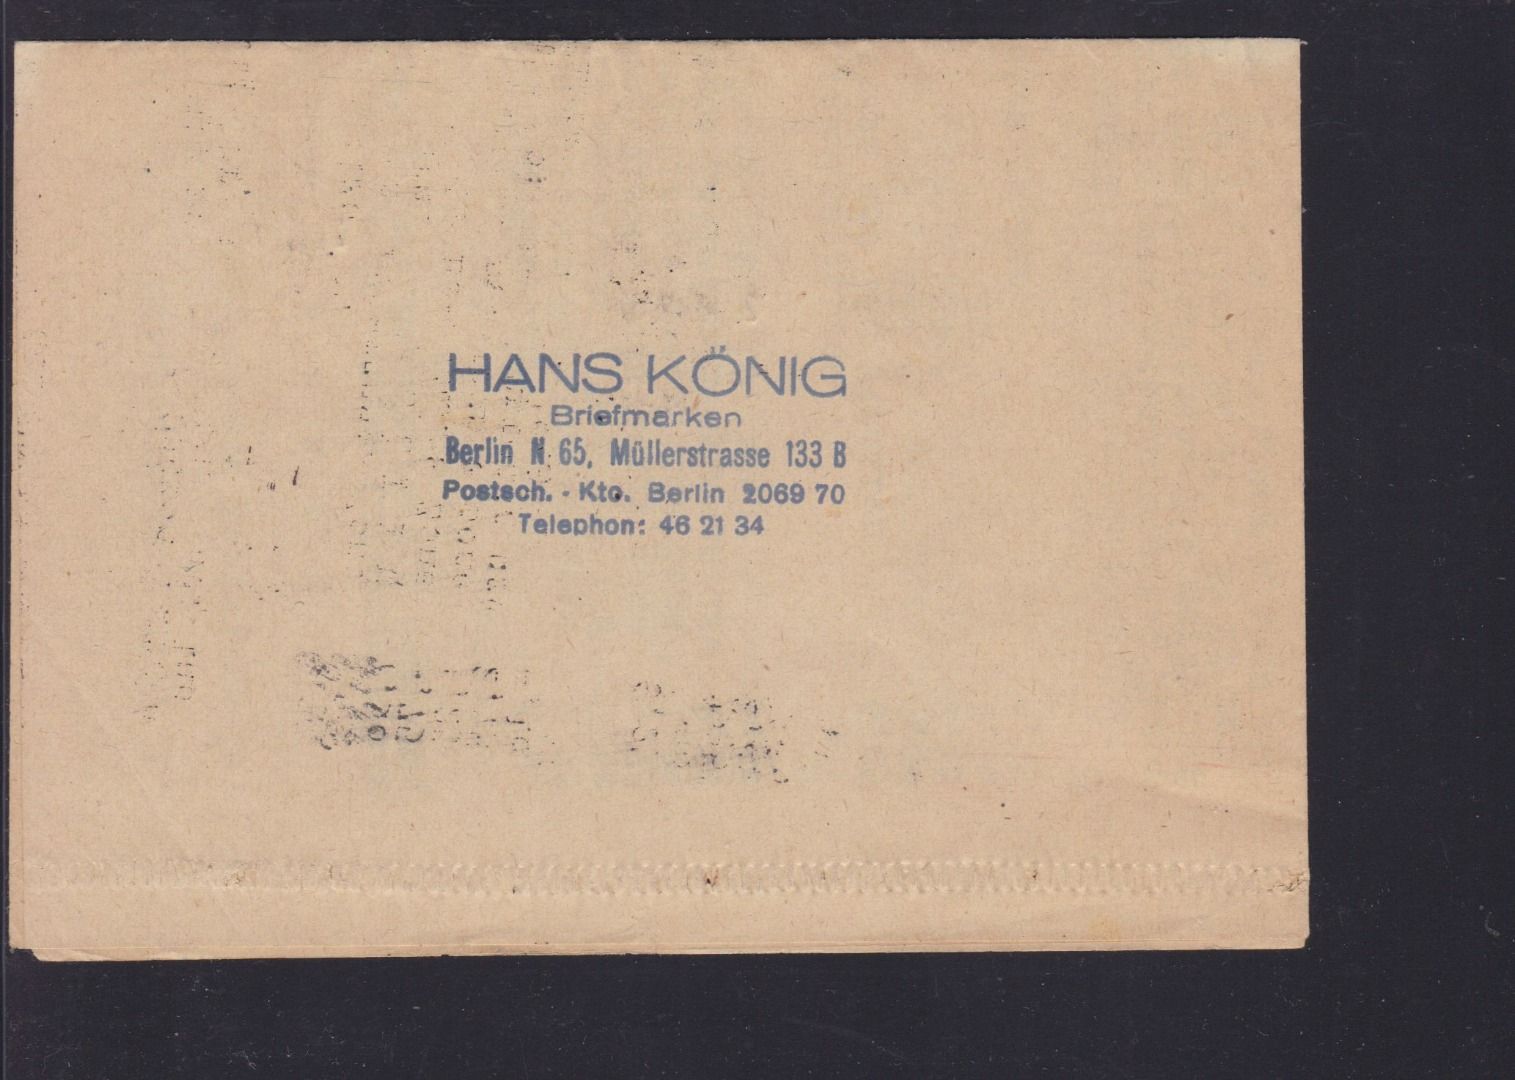 HANS KÖNIG
Briefmarken
Berlin N 65, Müllerstrasse 133 B
Postsch. - Kto. Berlin 2069 70
Telephon: 46 21 34